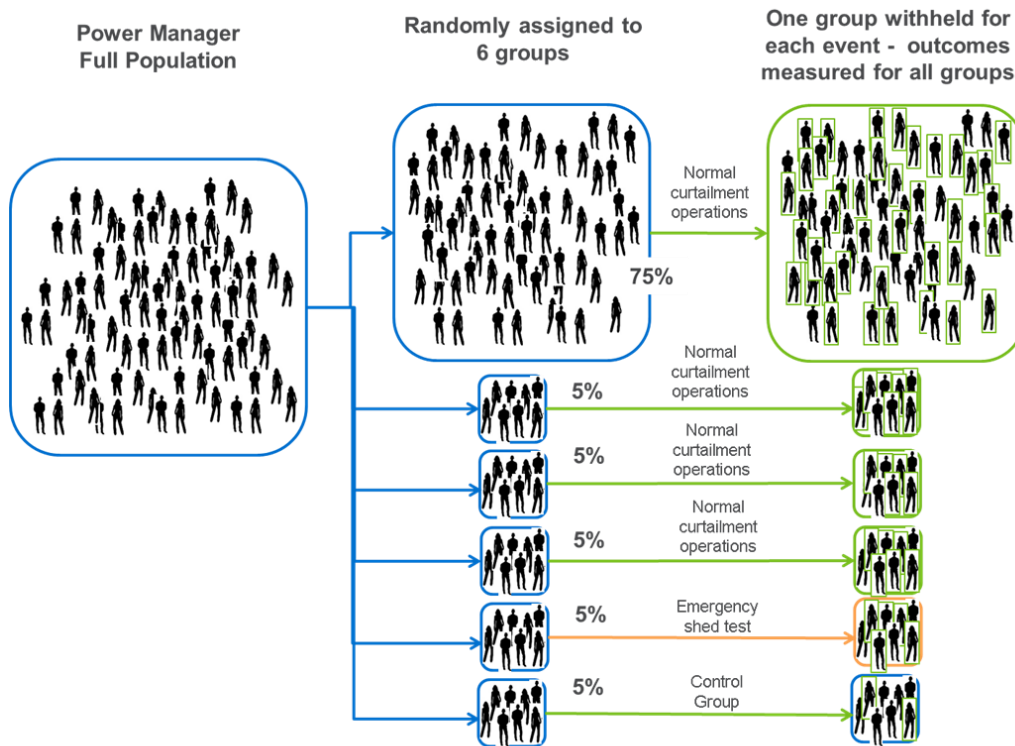 Power Manager
Full Population
Randomly assigned to
6 groups
One group withheld for
each event - outcomes
measured for all groups
Normal
curtailment
operations
75%
Normal
curtailment
operations
5%
Normal
curtailment
operations
5%
Normal
curtailment
operations
5%
Emergency
shed test
5%
Control
Group
5%